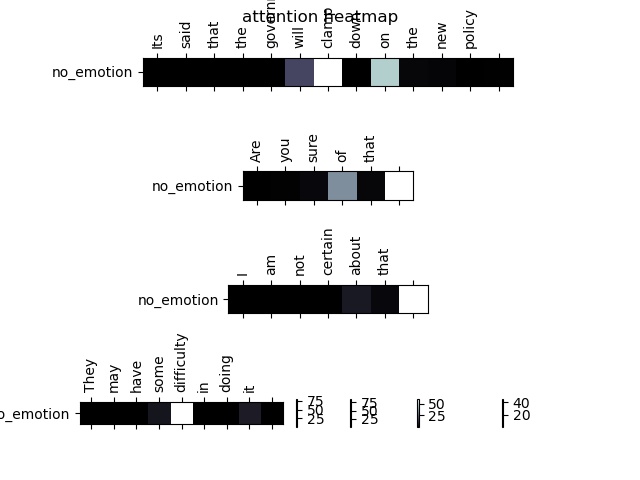 attention heatmap
Its said that the will clamp down on the new policy
no_emotion
Are you sure of that
no_emotion
I am not certain about that
no_emotion
They may have some difficulty in doing it
75 75 50 40
50 50 25 20
25 25